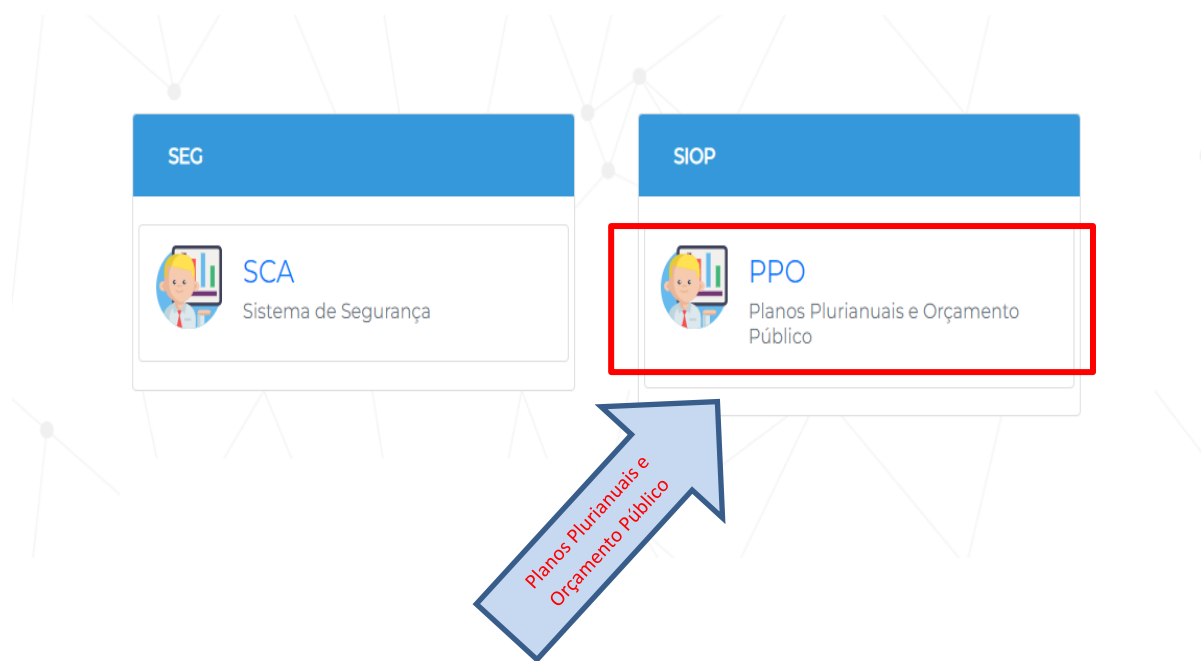 SEG
SCA
Sistema de Segurança
SIOP
PPO
Planos Plurianuais e Orçamento
Público
Planos Plurianuais e
Orçamento Público